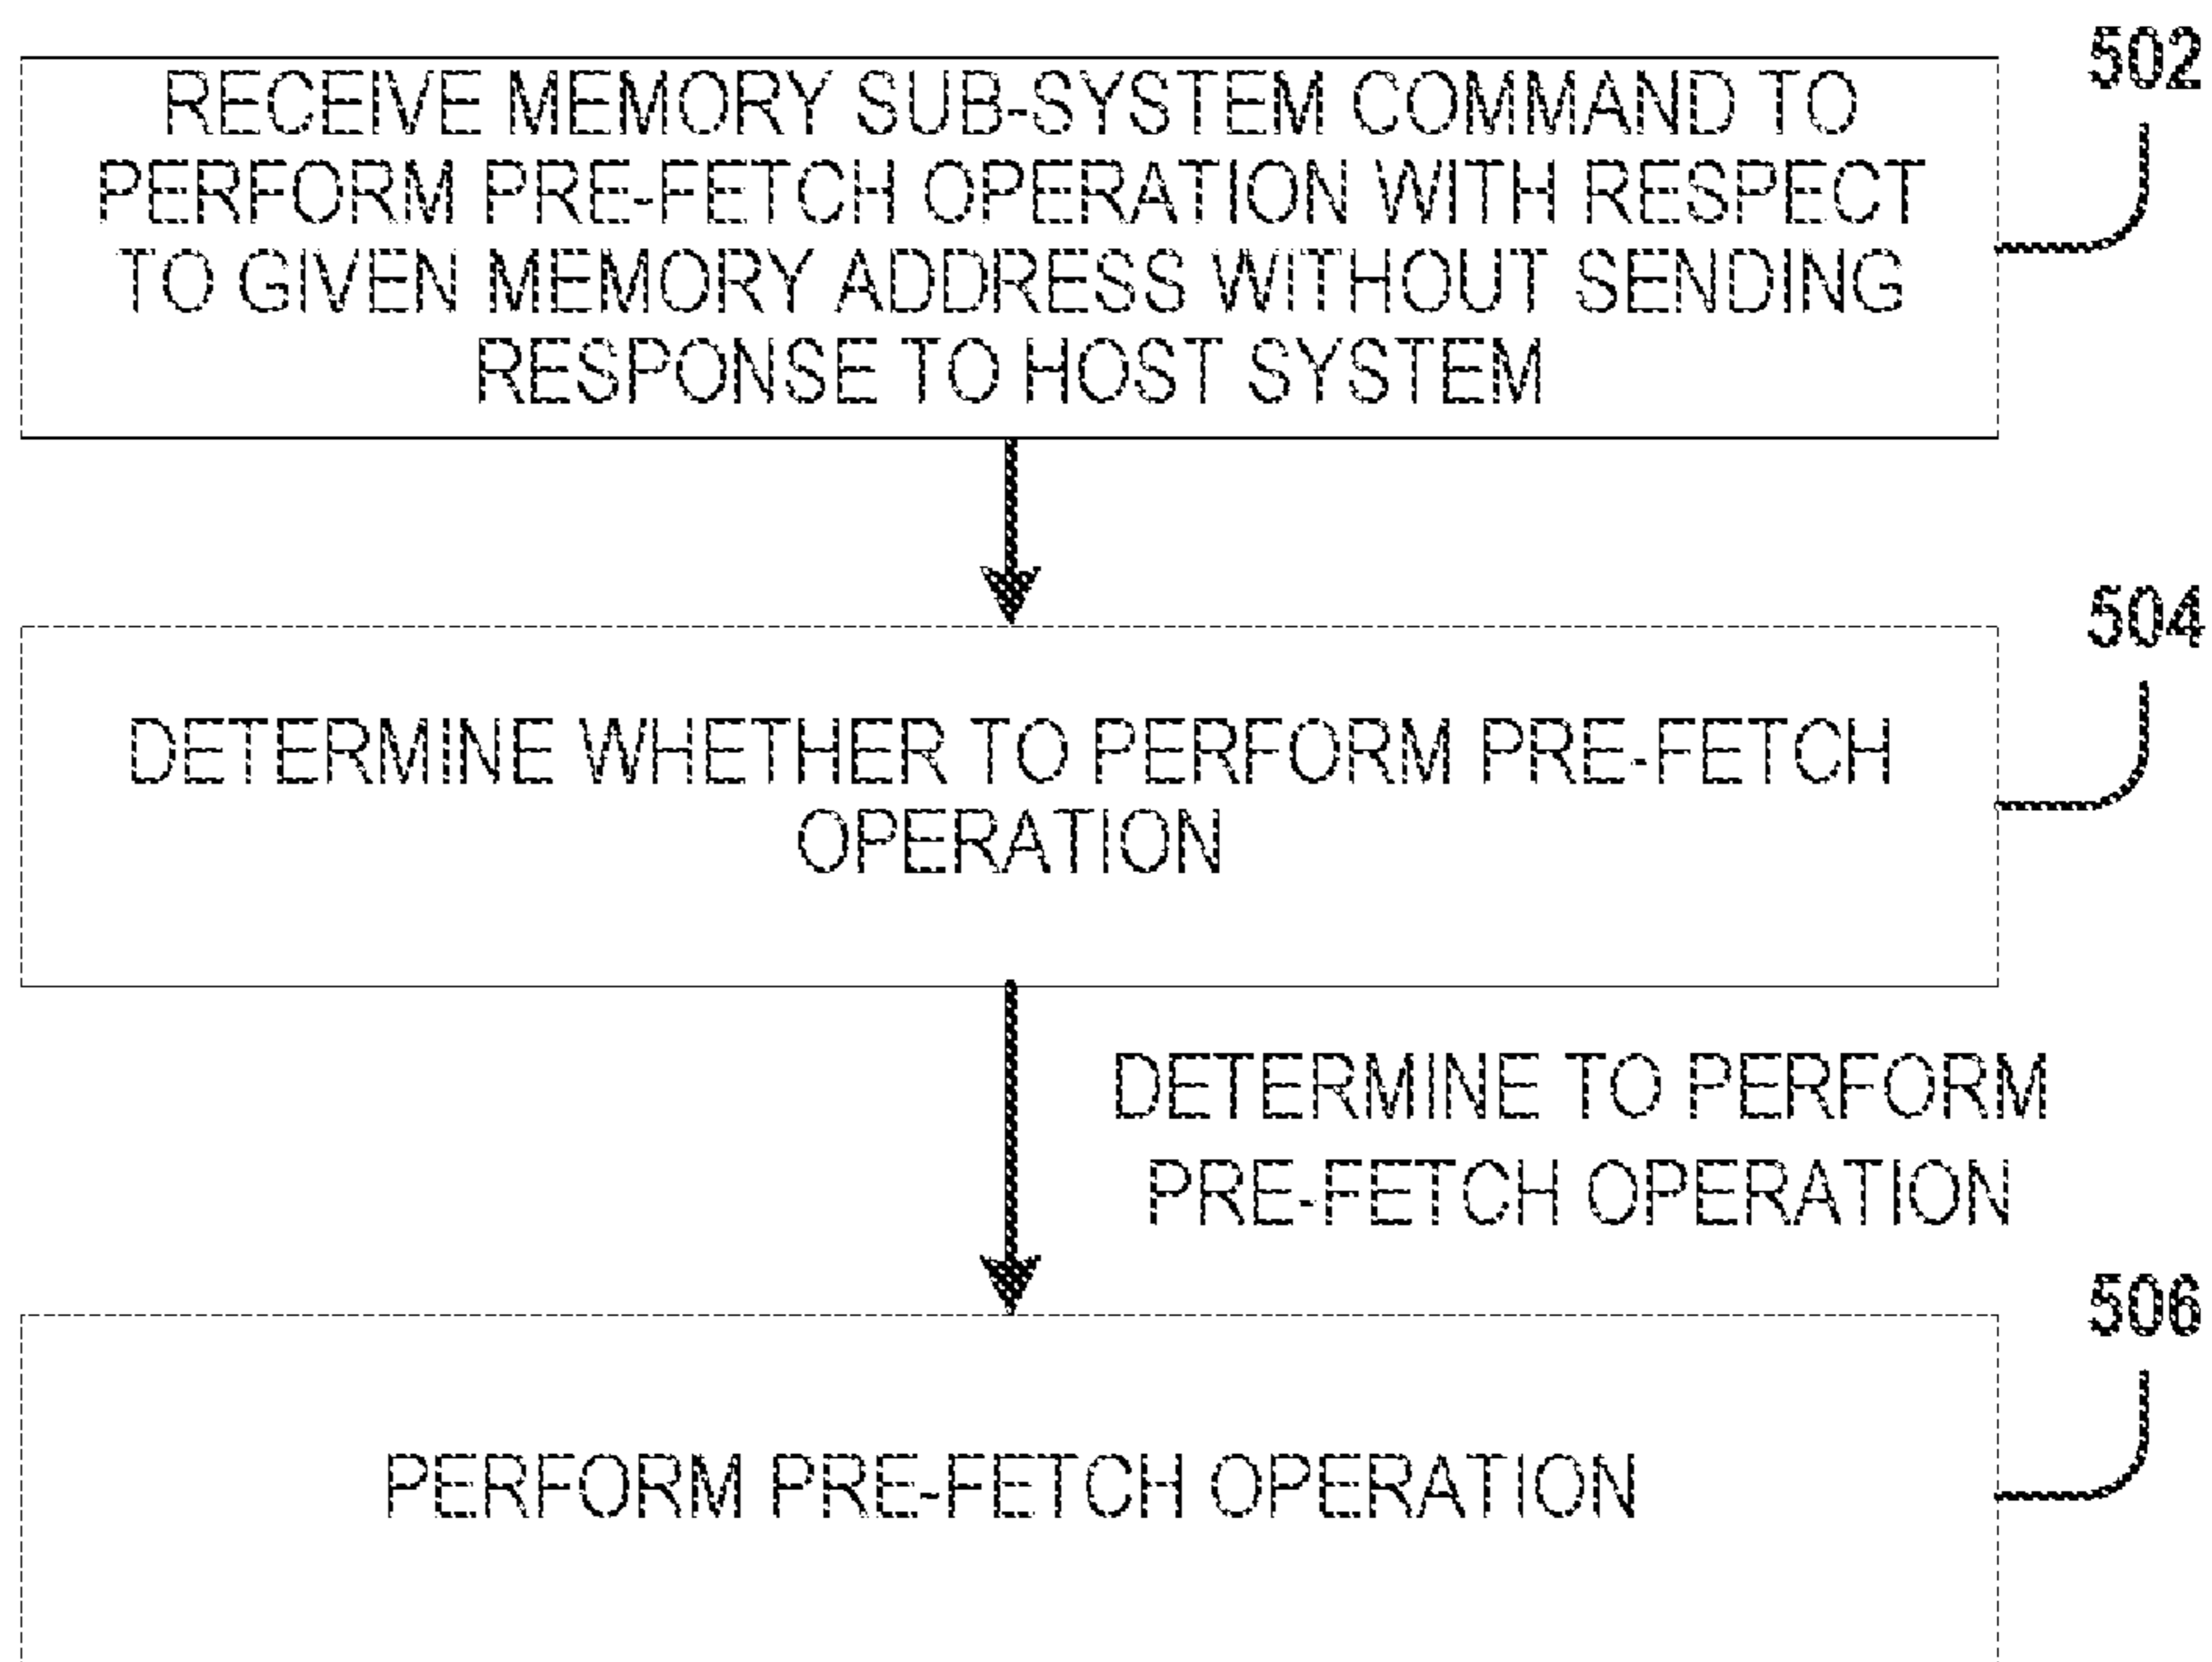 502
RECEIVE MEMORY SUB-SYSTEM COMMAND TO
PERFORM PRE-FETCH OPERATION WITH RESPECT
TO GIVEN MEMORY ADDRESS WITHOUT SENDING
RESPONSE TO HOST SYSTEM
504
DETERMINE WHETHER TO PERFORM PRE-FETCH
OPERATION
DETERMINE TO PERFORM
PRE-FETCH OPERATION
506
PERFORM PRE-FETCH OPERATION